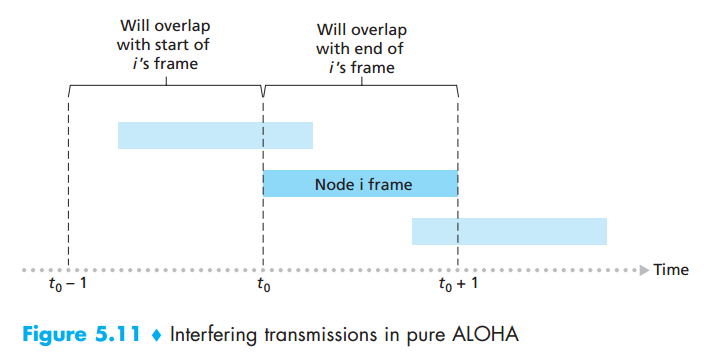 Will overlap
with start of
i's frame
Will overlap
with end of
i's frame
Node i frame
Time
t0 – 1
t0
t0 + 1
Figure 5.11 ♦ Interfering transmissions in pure ALOHA